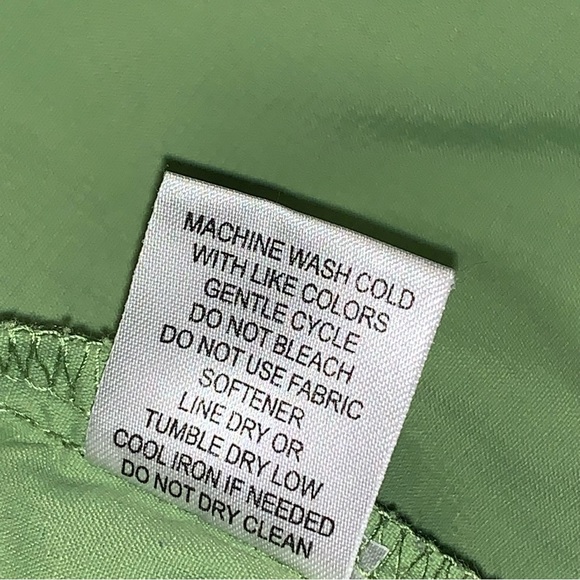 MACHINE WASH COLD
WITH LIKE COLORS
GENTLE CYCLE
DO NOT BLEACH
DO NOT USE FABRIC
SOFTENER
LINE DRY OR
TUMBLE DRY LOW
COOL IRON IF NEEDED
DO NOT DRY CLEAN